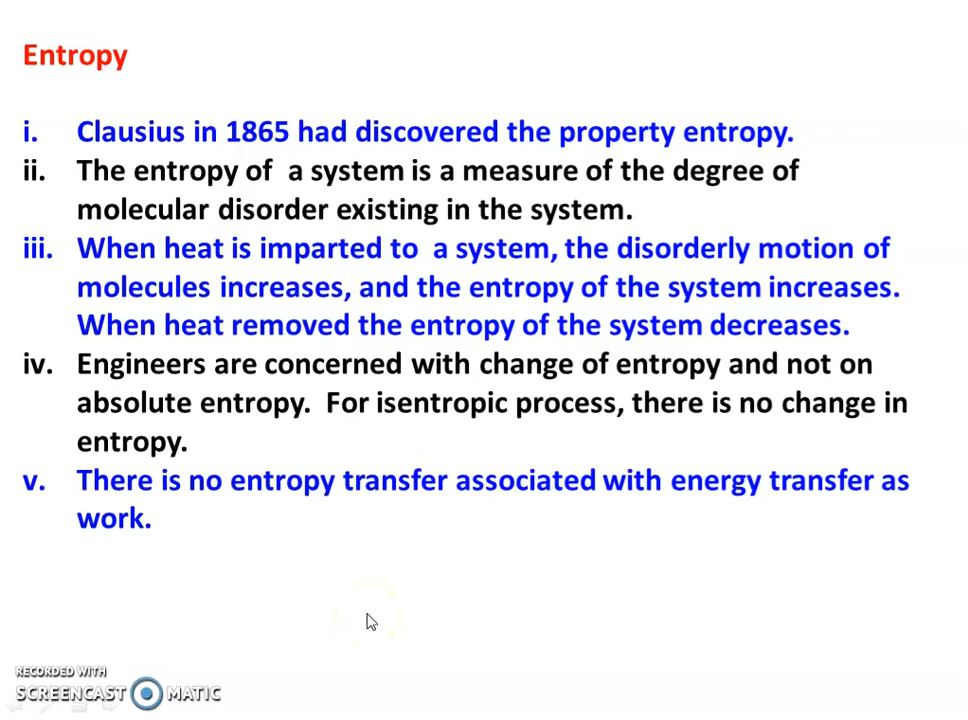 Entropy
i. Clausius in 1865 had discovered the property entropy.
ii. The entropy of a system is a measure of the degree of
molecular disorder existing in the system.
iii. When heat is imparted to a system, the disorderly motion of
molecules increases, and the entropy of the system increases.
When heat removed the entropy of the system decreases.
iv. Engineers are concerned with change of entropy and not on
absolute entropy. For isentropic process, there is no change in
entropy.
v. There is no entropy transfer associated with energy transfer as
work.
RECORDED WITH
SCREENCAST MATIC